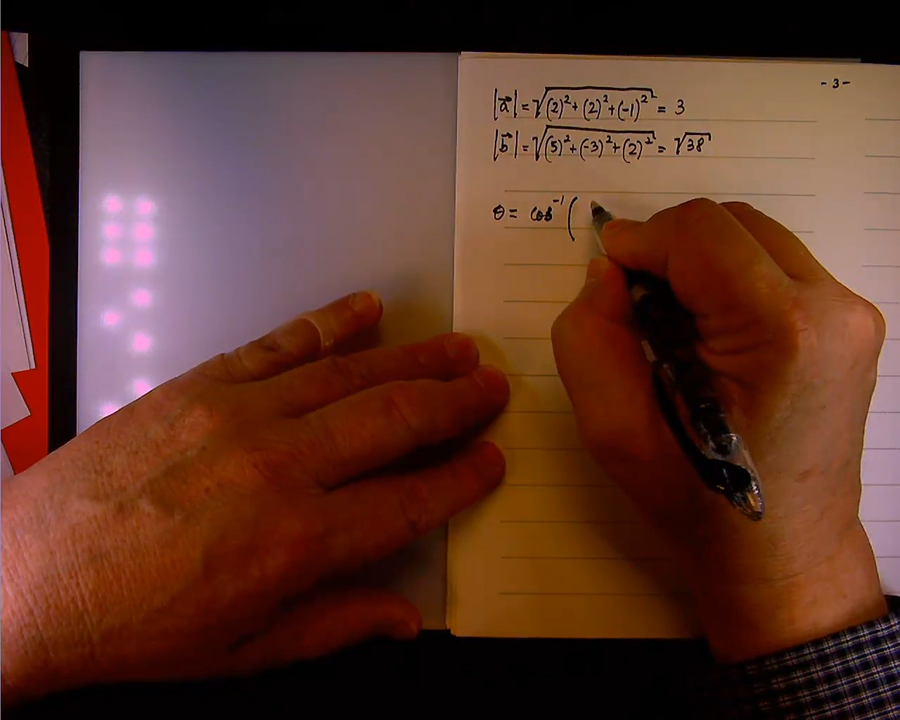 - 3 -
|a⃗| = √(2)² + (2)² + (-1)² = 3
|b⃗| = √(5)² + (-3)² + (2)² = √38
θ = cos⁻¹ (